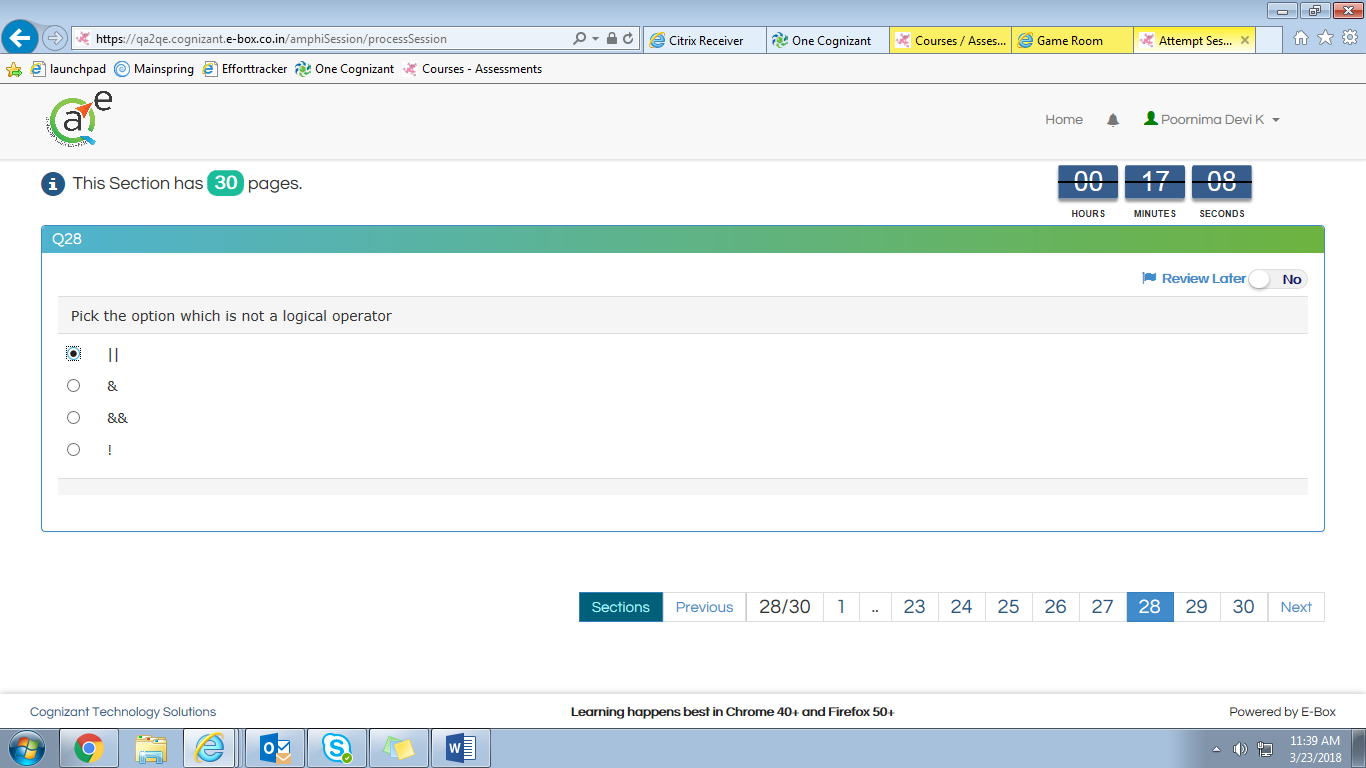 https://qa2qe.cognizant.e-box.co.in/amphiSession/processSession
Citrix Receiver
One Cognizant
Courses / Asses...
Game Room
Attempt Ses...
launchpad
Mainspring
Efforttracker
One Cognizant
Courses - Assessments
a e
Home
Poornima Devi K
This Section has 30 pages.
00 17 08
HOURS MINUTES SECONDS
Q28
Review Later No
Pick the option which is not a logical operator
||
&
&&
!
Sections Previous 28/30 1 .. 23 24 25 26 27 28 29 30 Next
Cognizant Technology Solutions
Learning happens best in Chrome 40+ and Firefox 50+
Powered by E-Box
11:39 AM
3/23/2018